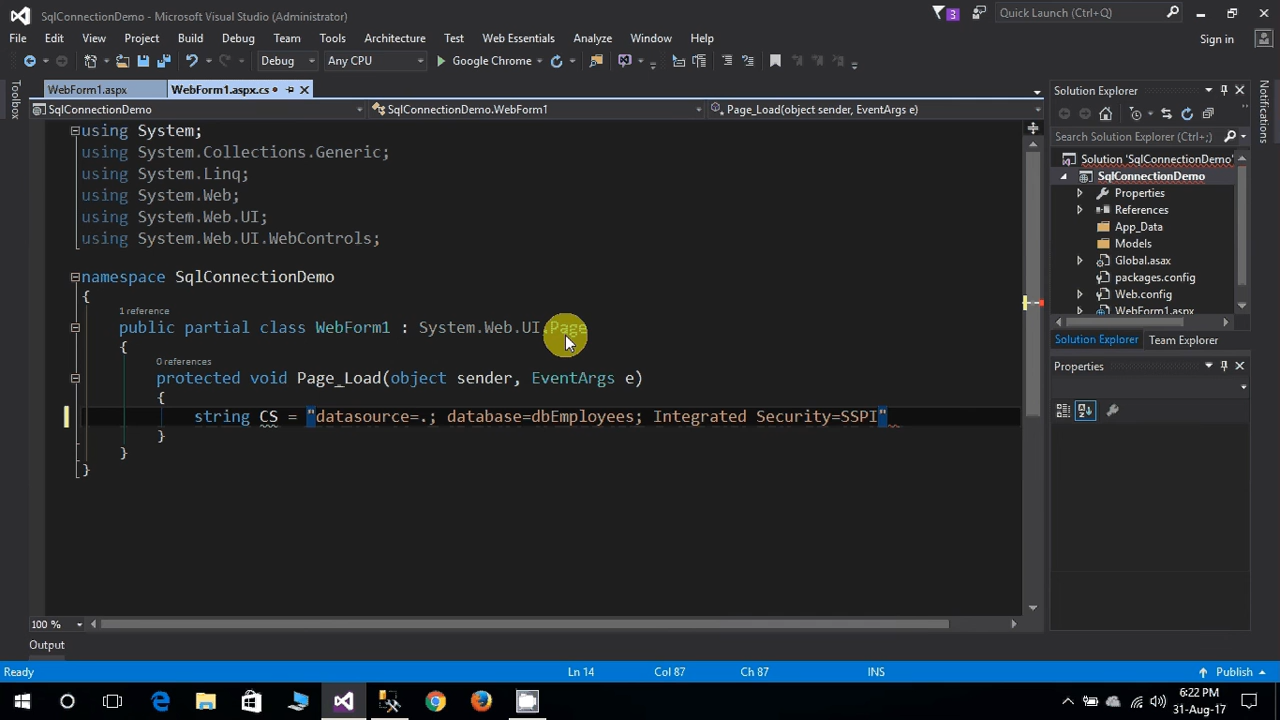 SqlConnectionDemo - Microsoft Visual Studio (Administrator)
3
Quick Launch (Ctrl+Q)
File Edit View Project Build Debug Team Tools Architecture Test Web Essentials Analyze Window Help
Sign in
Debug Any CPU Google Chrome
Toolbox
WebForm1.aspx WebForm1.aspx.cs
SqlConnectionDemo SqlConnectionDemo.WebForm1 Page_Load(object sender, EventArgs e)
using System;
using System.Collections.Generic;
using System.Linq;
using System.Web;
using System.Web.UI;
using System.Web.UI.WebControls;
namespace SqlConnectionDemo
{
1 reference
public partial class WebForm1 : System.Web.UI.Page
{
0 references
protected void Page_Load(object sender, EventArgs e)
{
string CS = "datasource=.; database=dbEmployees; Integrated Security=SSPI"
}
}
}
100 %
Output
Solution Explorer
Search Solution Explorer (Ctrl+;)
Solution 'SqlConnectionDemo'
SqlConnectionDemo
Properties
References
App_Data
Models
Global.asax
packages.config
Web.config
WebForm1.aspx
Solution Explorer Team Explorer
Properties
Notifications
Ready Ln 14 Col 87 Ch 87 INS Publish
6:22 PM
31-Aug-17